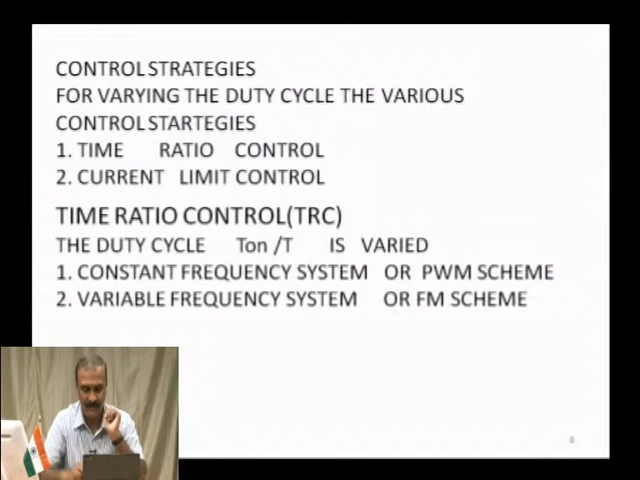 CONTROL STRATEGIES
FOR VARYING THE DUTY CYCLE THE VARIOUS
CONTROL STARTEGIES
1. TIME RATIO CONTROL
2. CURRENT LIMIT CONTROL
TIME RATIO CONTROL(TRC)
THE DUTY CYCLE Ton /T IS VARIED
1. CONSTANT FREQUENCY SYSTEM OR PWM SCHEME
2. VARIABLE FREQUENCY SYSTEM OR FM SCHEME